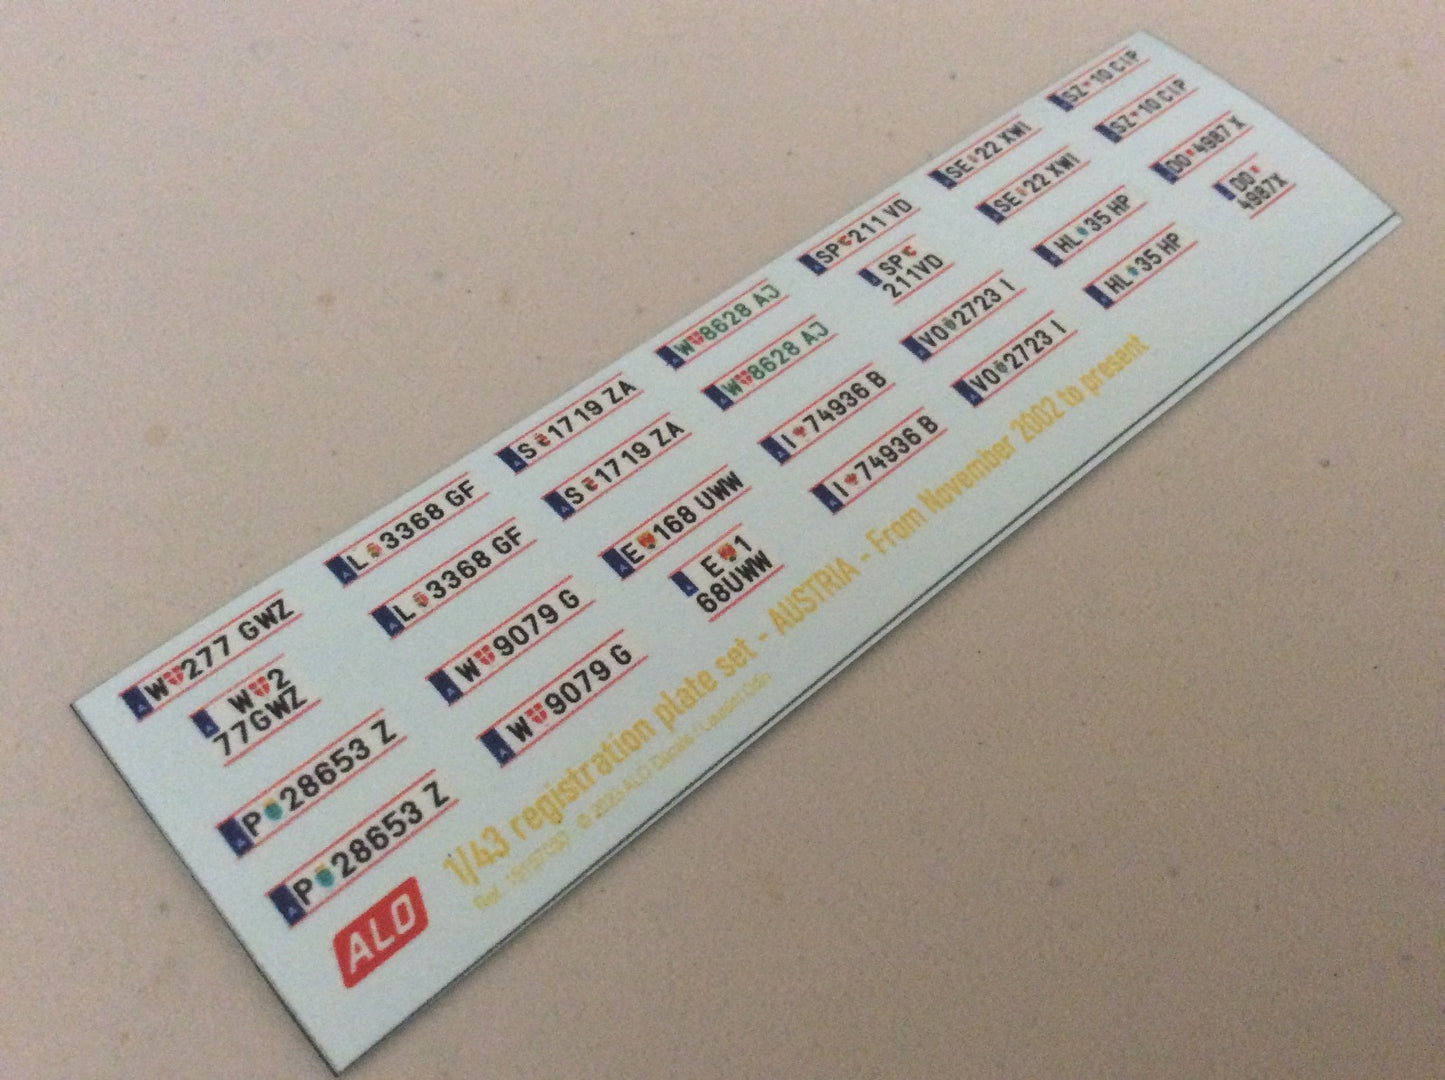 W 277 GWZ
W 2
77GWZ
P 28653 Z
P 28653 Z
L 3368 GF
L 3368 GF
W 9079 G
W 9079 G
S 1719 ZA
S 1719 ZA
E 168 UWW
E 1
68UWW
W 8628 AJ
W 8628 AJ
I 74936 B
I 74936 B
SP 211 VD
SP
211VD
VO 2723 I
VO 2723 I
SE 22 XWI
SE 22 XWI
HL 35 HP
HL 35 HP
SZ 10 CIP
SZ 10 CIP
DO 4987 X
DO
4987X
ALO
1/43 registration plate set - AUSTRIA - From November 2002 to present
Ref. ALO